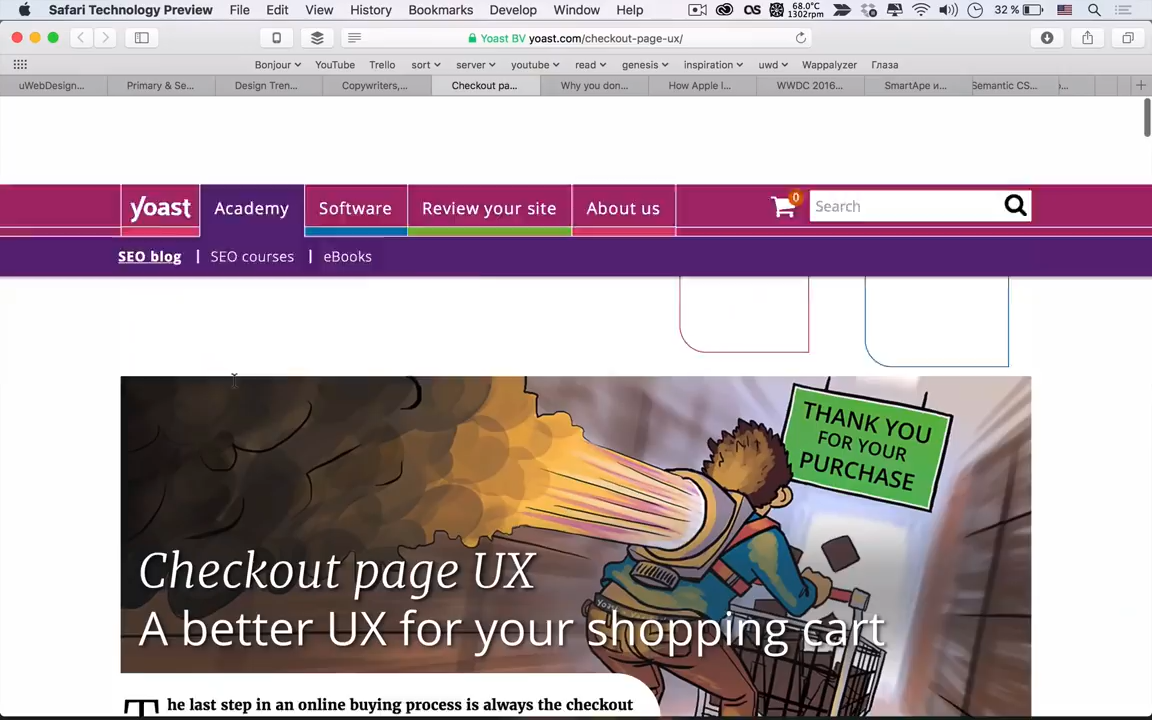 Safari Technology Preview File Edit View History Bookmarks Develop Window Help 68.0°C 1302rpm 32 %
Yoast BV yoast.com/checkout-page-ux/
Bonjour YouTube Trello sort server youtube read genesis inspiration uwd Wappalyzer Глаза
uWebDesign... Primary & Se... Design Tren... Copywriters,... Checkout pa... Why you don... How Apple I... WWDC 2016... SmartApe и... Semantic CS...
yoast Academy Software Review your site About us 0 Search
SEO blog | SEO courses | eBooks
THANK YOU
FOR YOUR
PURCHASE
Checkout page UX
A better UX for your shopping cart
The last step in an online buying process is always the checkout